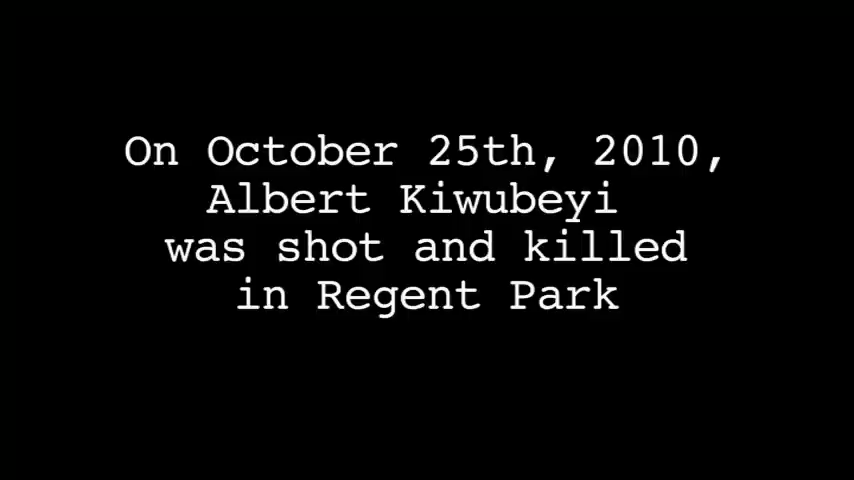 On October 25th, 2010,
Albert Kiwubeyi
was shot and killed
in Regent Park